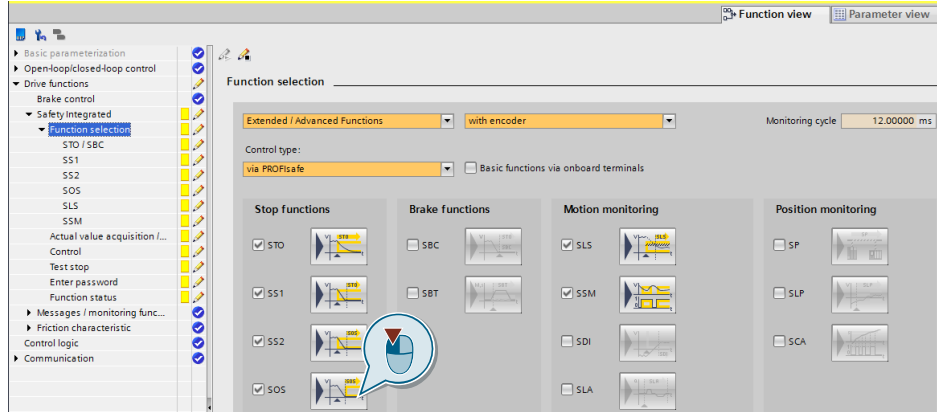 Function view
Parameter view
Basic parameterization
Open-loop/closed-loop control
Drive functions
Brake control
Safety Integrated
Function selection
STO / SBC
SS1
SS2
SOS
SLS
SSM
Actual value acquisition /...
Control
Test stop
Enter password
Function status
Messages / monitoring func...
Friction characteristic
Control logic
Communication
Function selection
Extended / Advanced Functions
with encoder
Monitoring cycle 12.00000 ms
Control type:
via PROFIsafe
Basic functions via onboard terminals
Stop functions
Brake functions
Motion monitoring
Position monitoring
STO
V STO
t
SBC
SLS
SP
SS1
V STO
t
SBT
SSM
SLP
SS2
SDI
SCA
SOS
V SOS
SLA